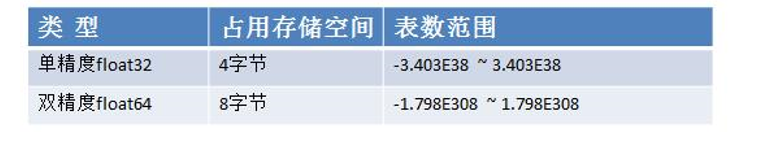 类 型 占用存储空间 表数范围
单精度float32 4字节 -3.403E38 ~ 3.403E38
双精度float64 8字节 -1.798E308 ~ 1.798E308